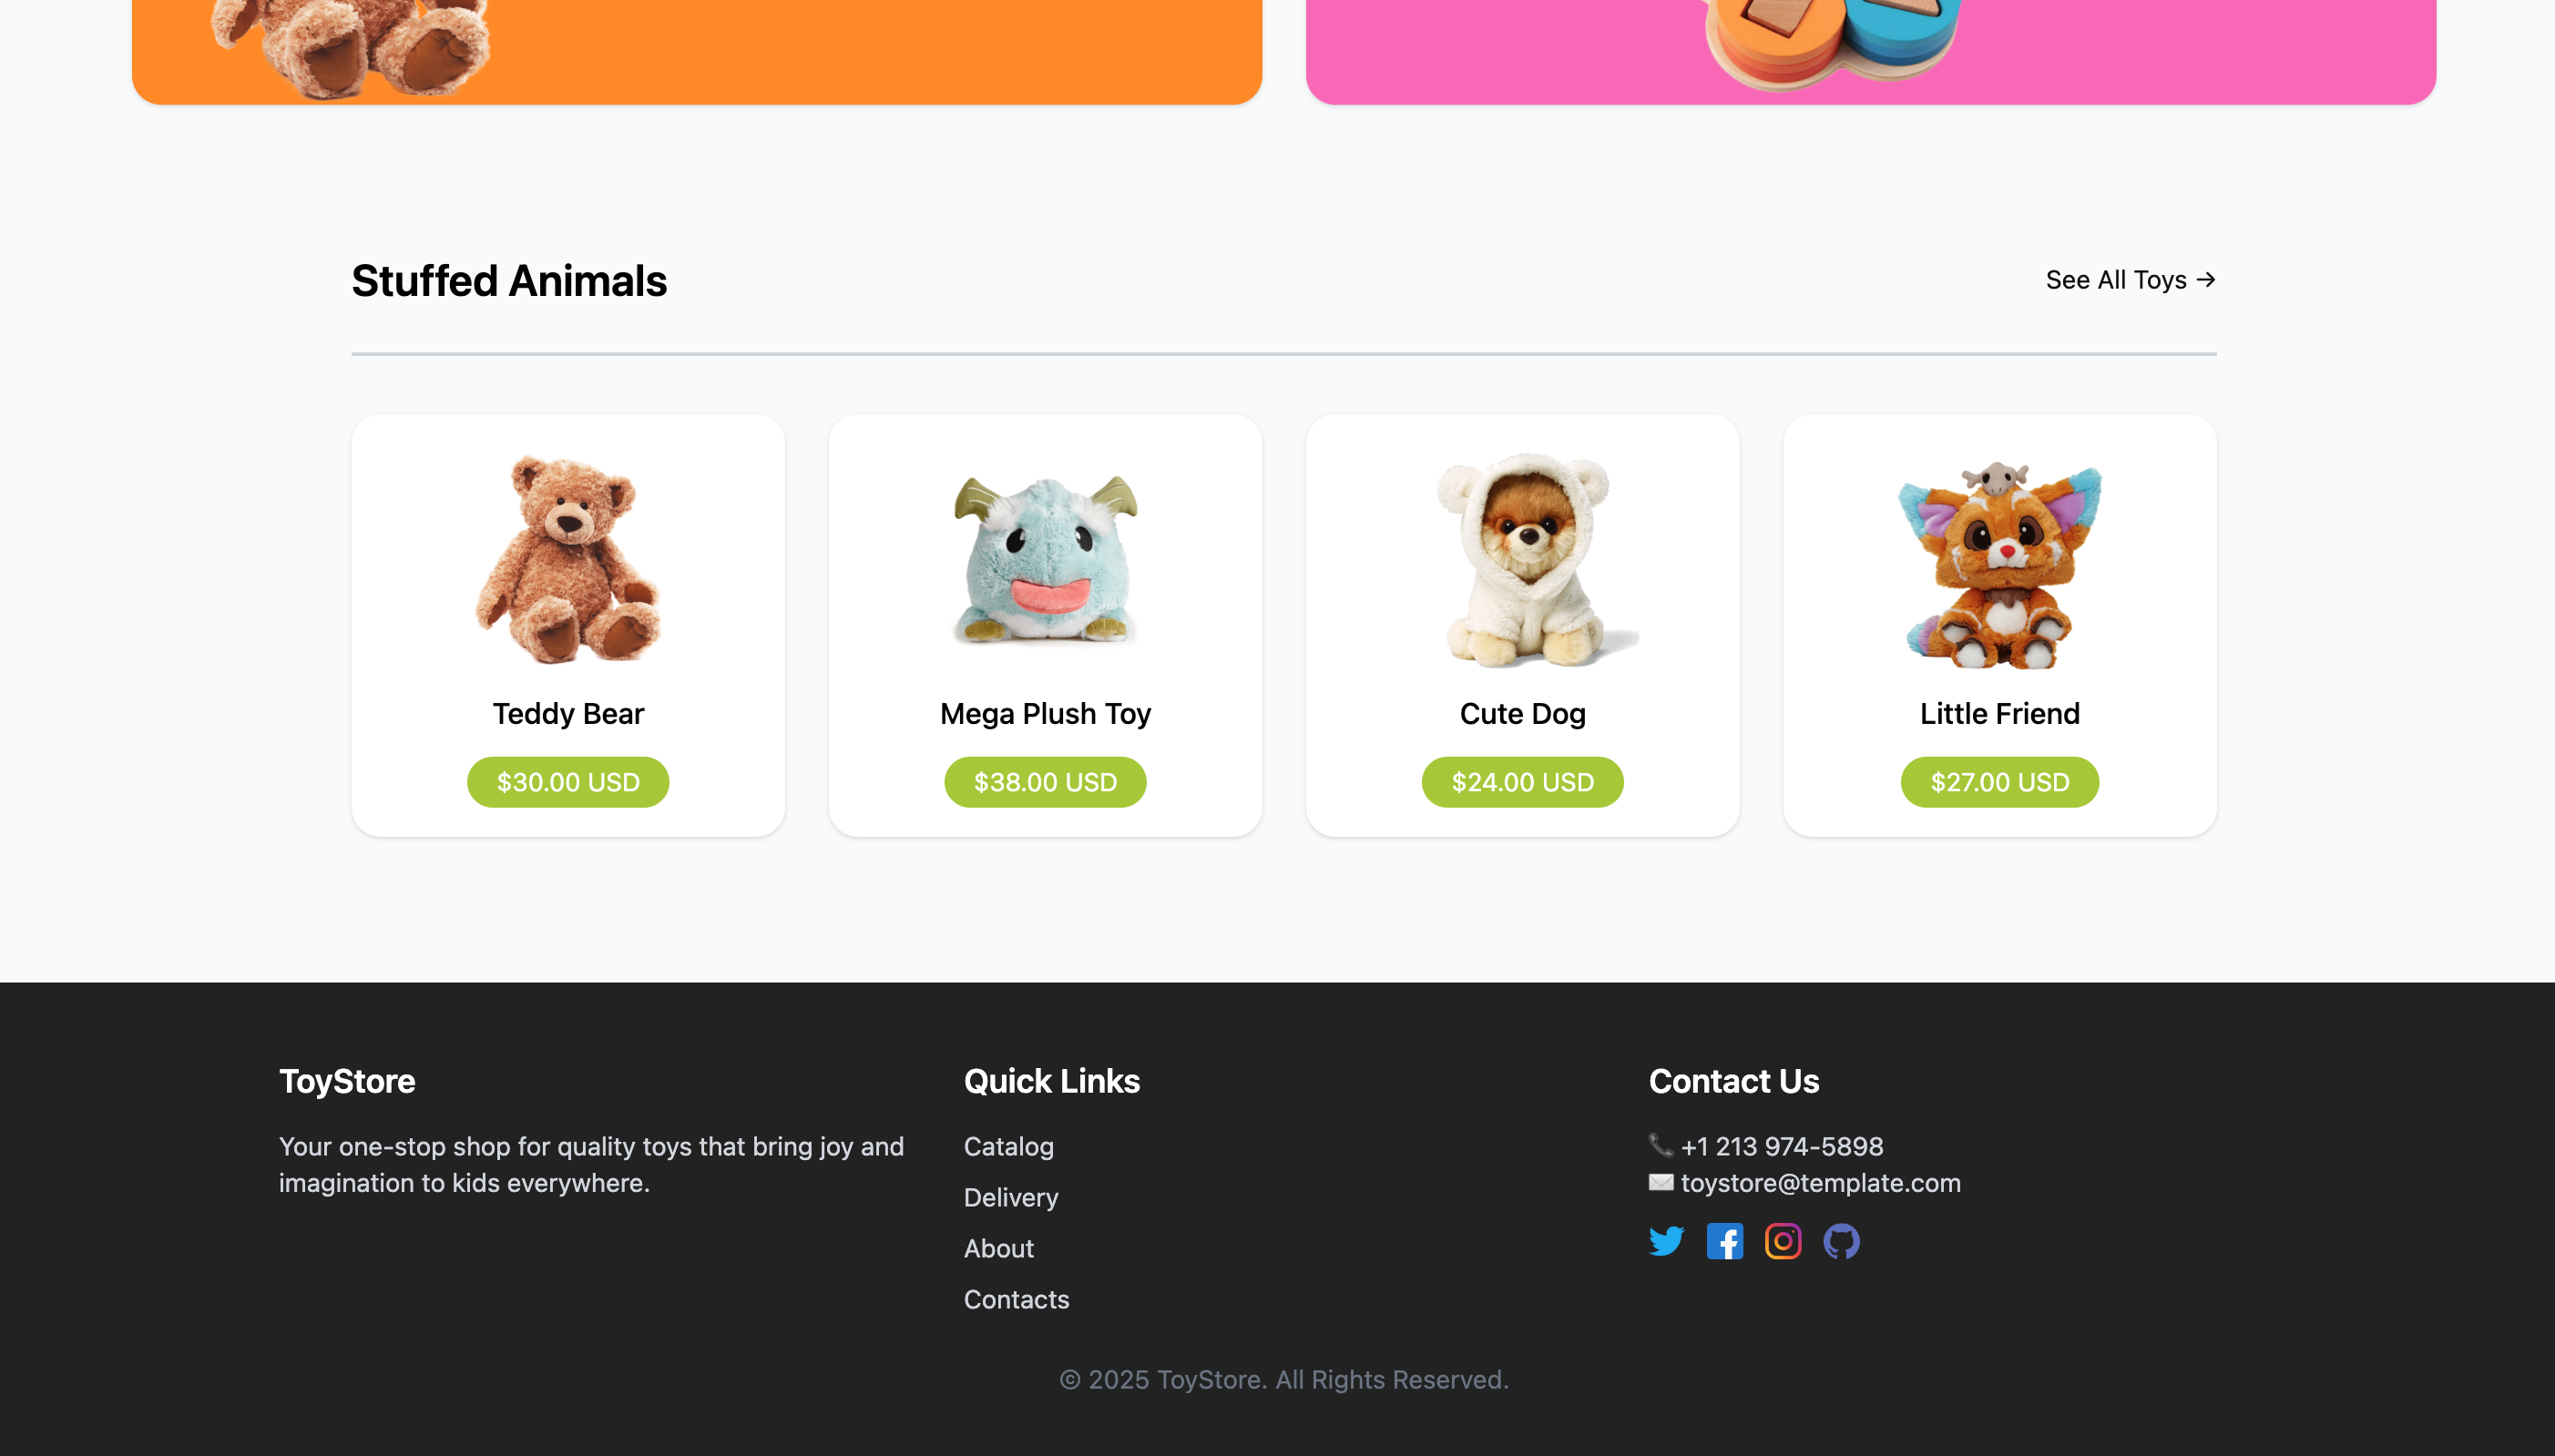 Stuffed Animals
See All Toys →
Teddy Bear
$30.00 USD
Mega Plush Toy
$38.00 USD
Cute Dog
$24.00 USD
Little Friend
$27.00 USD
ToyStore
Your one-stop shop for quality toys that bring joy and
imagination to kids everywhere.
Quick Links
Catalog
Delivery
About
Contacts
Contact Us
+1 213 974-5898
toystore@template.com
© 2025 ToyStore. All Rights Reserved.